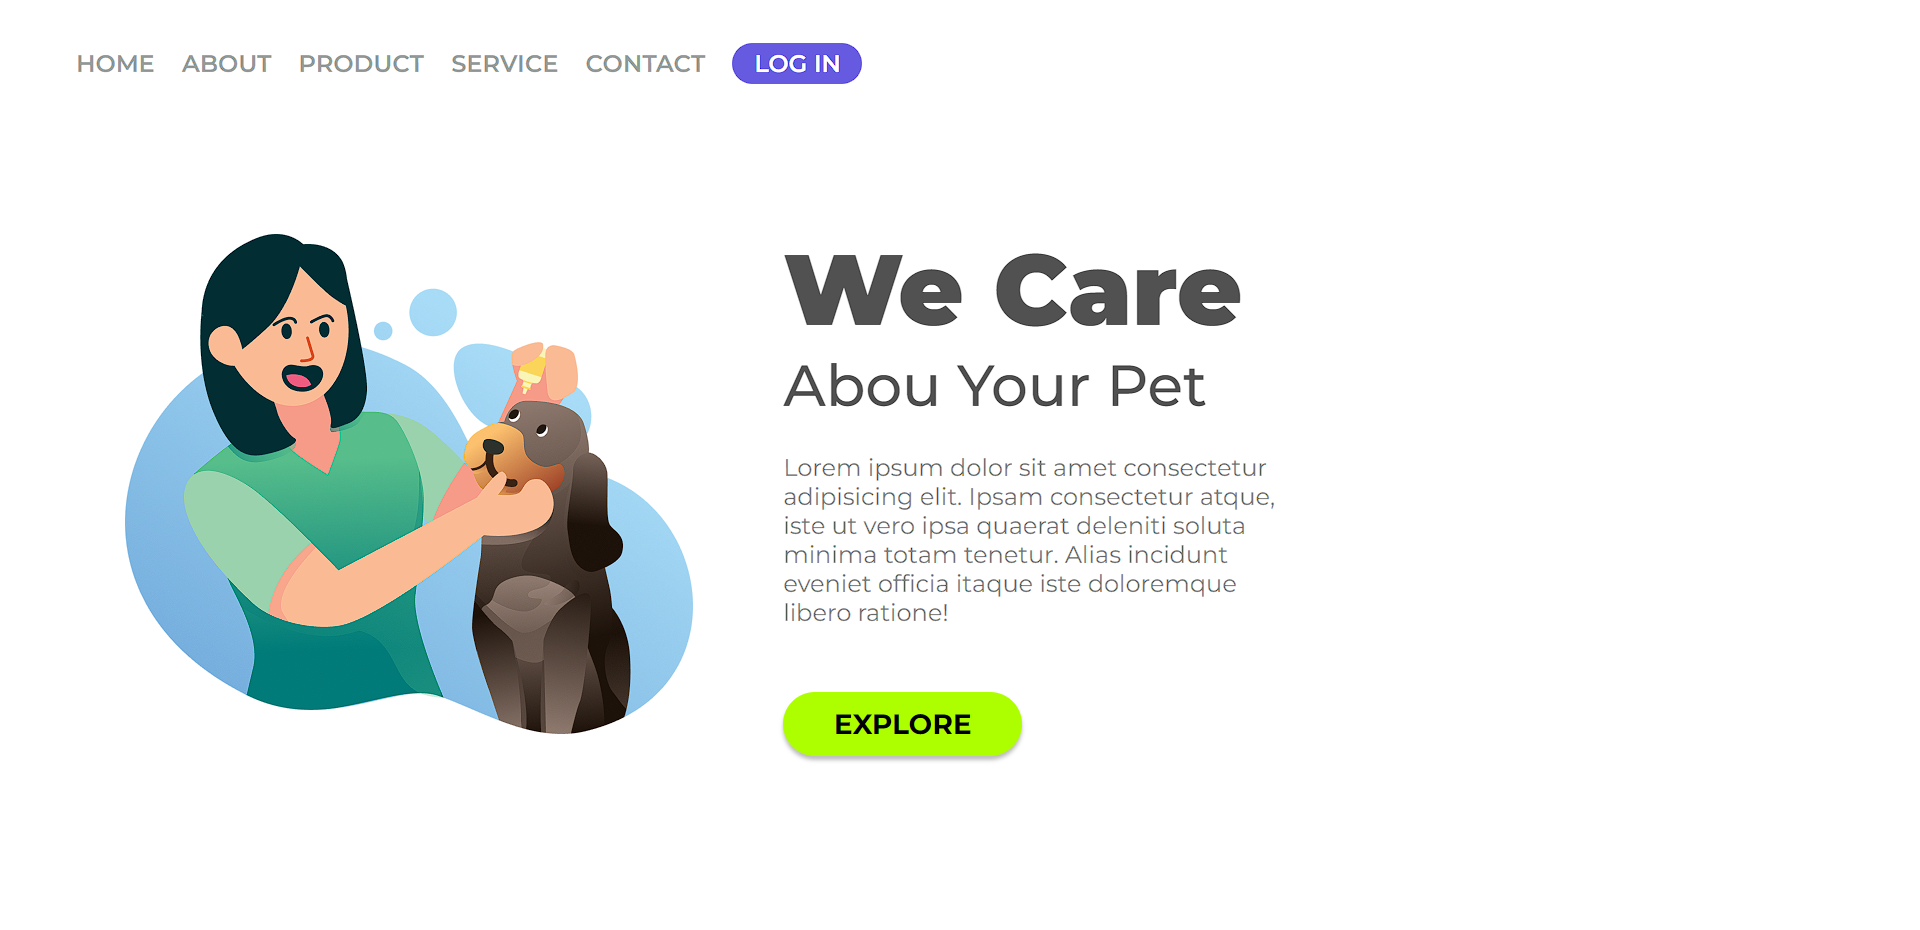 HOME ABOUT PRODUCT SERVICE CONTACT LOG IN
We Care
Abou Your Pet
Lorem ipsum dolor sit amet consectetur
adipisicing elit. Ipsam consectetur atque,
iste ut vero ipsa quaerat deleniti soluta
minima totam tenetur. Alias incidunt
eveniet officia itaque iste doloremque
libero ratione!
EXPLORE